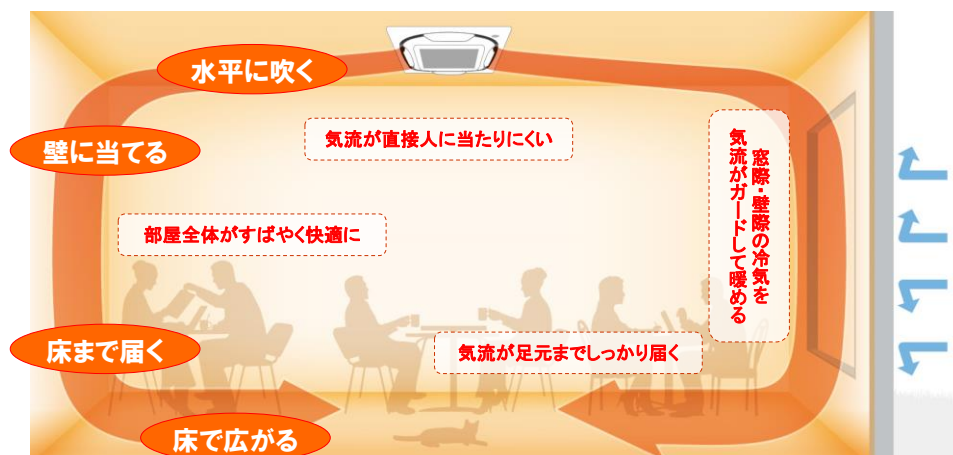 水平に吹く
壁に当てる
気流が直接人に当たりにくい
窓際・壁際の冷気を
気流がガードして暖める
部屋全体がすばやく快適に
床まで届く
気流が足元までしっかり届く
床で広がる